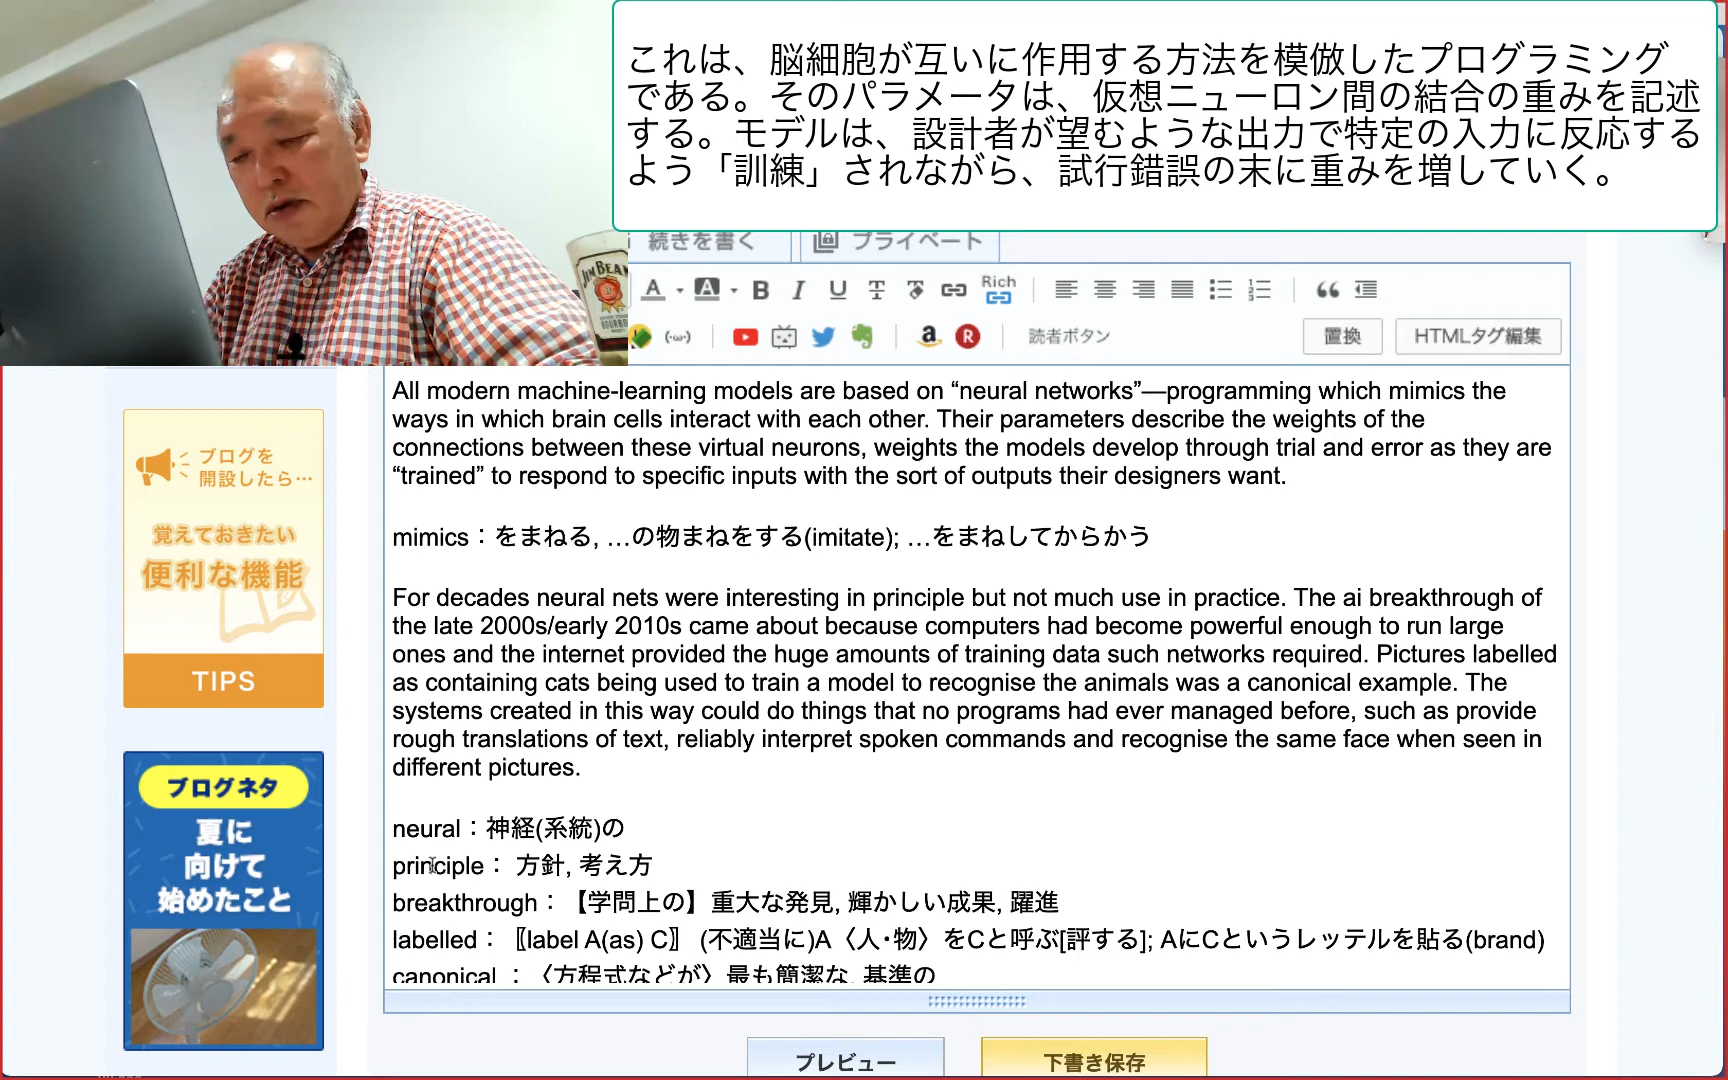 これは、脳細胞が互いに作用する方法を模倣したプログラミング
である。そのパラメータは、仮想ニューロン間の結合の重みを記述
する。モデルは、設計者が望むような出力で特定の入力に反応する
よう「訓練」されながら、試行錯誤の末に重みを増していく。
JIM BEAM
BOURBO
続きを書く
プライベート
A A B I U T Rich
(·ω·) a R 読者ボタン 置換 HTMLタグ編集
All modern machine-learning models are based on “neural networks”—programming which mimics the
ways in which brain cells interact with each other. Their parameters describe the weights of the
connections between these virtual neurons, weights the models develop through trial and error as they are
“trained” to respond to specific inputs with the sort of outputs their designers want.
mimics：をまねる, …の物まねをする(imitate); …をまねしてからかう
For decades neural nets were interesting in principle but not much use in practice. The ai breakthrough of
the late 2000s/early 2010s came about because computers had become powerful enough to run large
ones and the internet provided the huge amounts of training data such networks required. Pictures labelled
as containing cats being used to train a model to recognise the animals was a canonical example. The
systems created in this way could do things that no programs had ever managed before, such as provide
rough translations of text, reliably interpret spoken commands and recognise the same face when seen in
different pictures.
neural：神経(系統)の
principle： 方針, 考え方
breakthrough：【学問上の】重大な発見, 輝かしい成果, 躍進
labelled：〖label A(as) C〗 (不適当に)A〈人･物〉をCと呼ぶ[評する]; AにCというレッテルを貼る(brand)
canonical ：〈方程式などが〉最も簡潔な, 基準の
ブログを
開設したら…
覚えておきたい
便利な機能
TIPS
ブログネタ
夏に
向けて
始めたこと
プレビュー
下書き保存